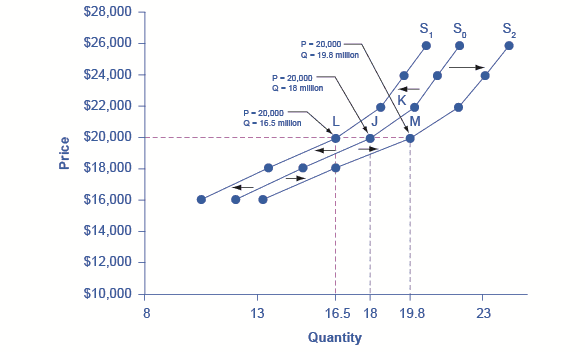 $28,000
$26,000
$24,000
$22,000
$20,000
$18,000
$16,000
$14,000
$12,000
$10,000
Price
S1 S0 S2
P = 20,000
Q = 19.8 million
P = 20,000
Q = 18 million
P = 20,000
Q = 16.5 million
K
L J M
8 13 16.5 18 19.8 23
Quantity